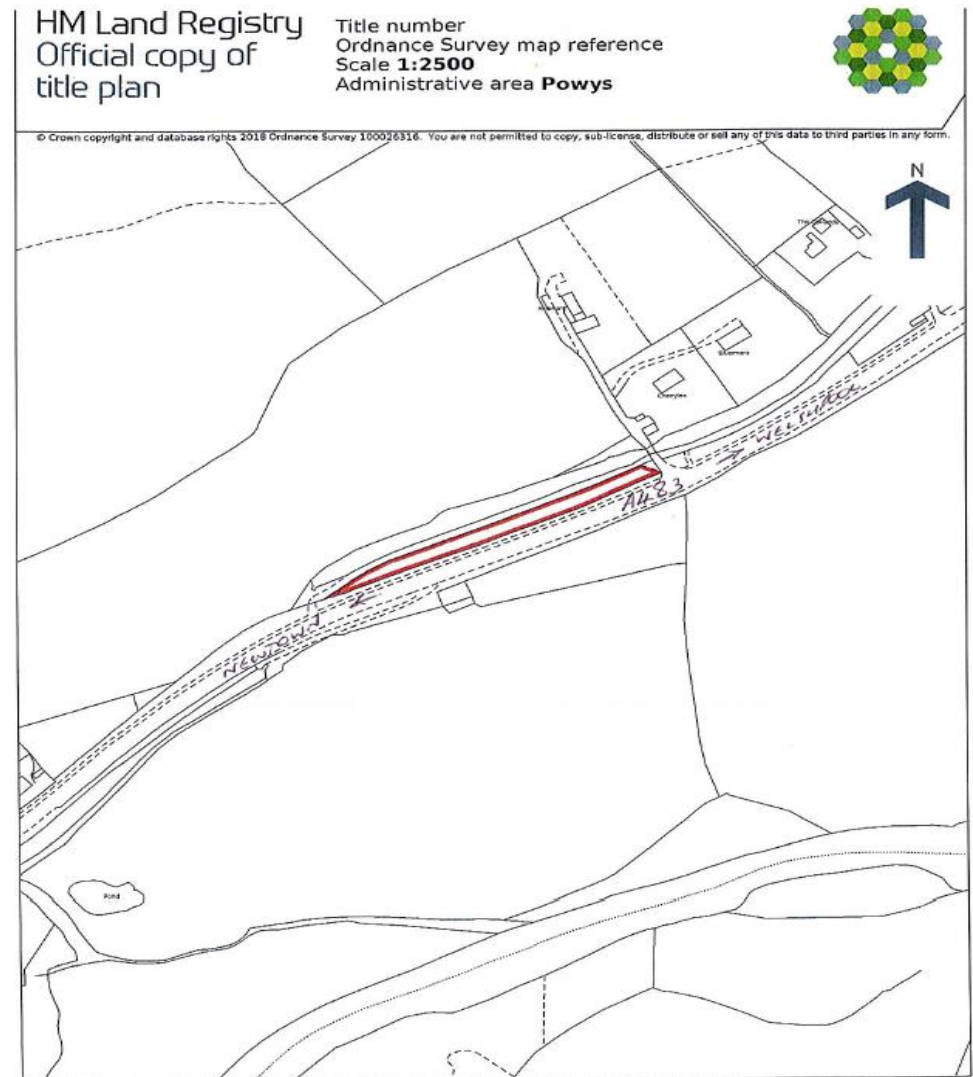 HM Land Registry
Official copy of
title plan
Title number
Ordnance Survey map reference
Scale 1:2500
Administrative area Powys
© Crown copyright and database rights 2018 Ordnance Survey 100026316. You are not permitted to copy, sub-license, distribute or sell any of this data to third parties in any form.
N
The
Cherrylea
WELSHPOOL
A483
NEWTOWN
Pond